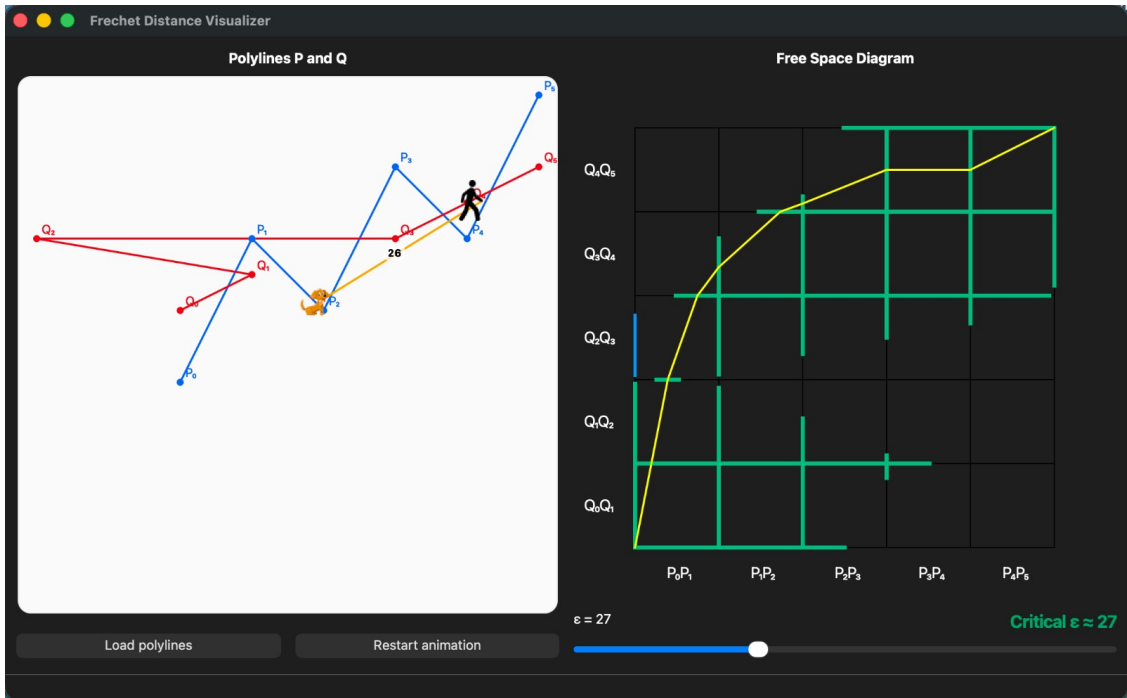 Frechet Distance Visualizer
Polylines P and Q
Free Space Diagram
P₅
P₃
Q₅
Q₄
Q₂
P₁
Q₃
P₄
26
Q₁
Q₀
P₂
P₀
Q₄Q₅
Q₃Q₄
Q₂Q₃
Q₁Q₂
Q₀Q₁
P₀P₁ P₁P₂ P₂P₃ P₃P₄ P₄P₅
ε = 27
Critical ε ≈ 27
Load polylines
Restart animation